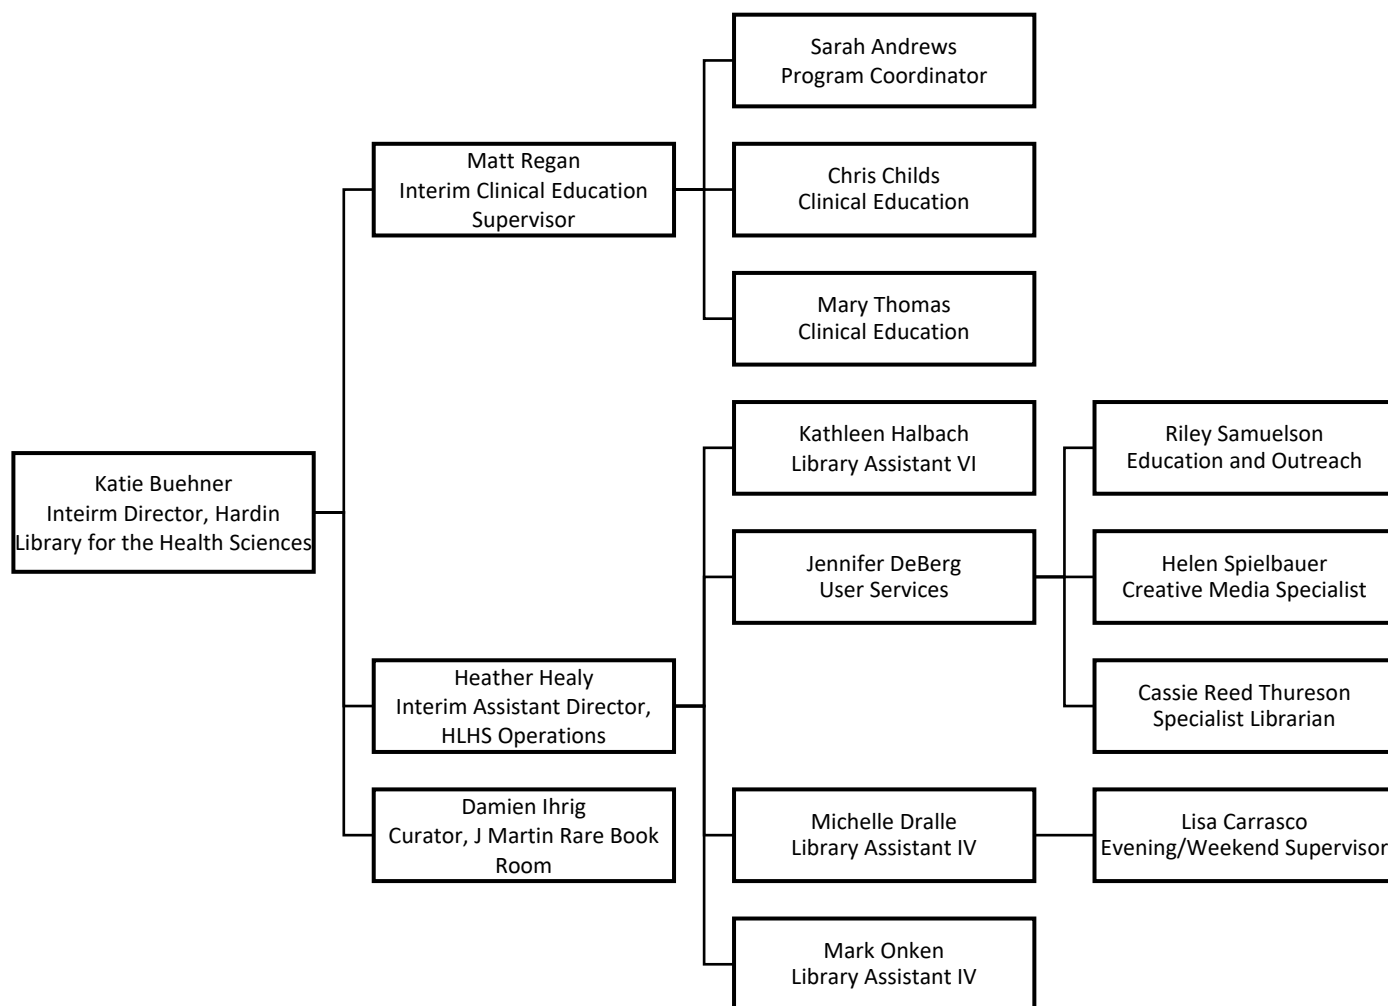 Sarah Andrews
Program Coordinator
Matt Regan
Interim Clinical Education
Supervisor
Chris Childs
Clinical Education
Mary Thomas
Clinical Education
Katie Buehner
Inteirm Director, Hardin
Library for the Health Sciences
Kathleen Halbach
Library Assistant VI
Riley Samuelson
Education and Outreach
Jennifer DeBerg
User Services
Helen Spielbauer
Creative Media Specialist
Heather Healy
Interim Assistant Director,
HLHS Operations
Cassie Reed Thureson
Specialist Librarian
Damien Ihrig
Curator, J Martin Rare Book
Room
Michelle Dralle
Library Assistant IV
Lisa Carrasco
Evening/Weekend Supervisor
Mark Onken
Library Assistant IV